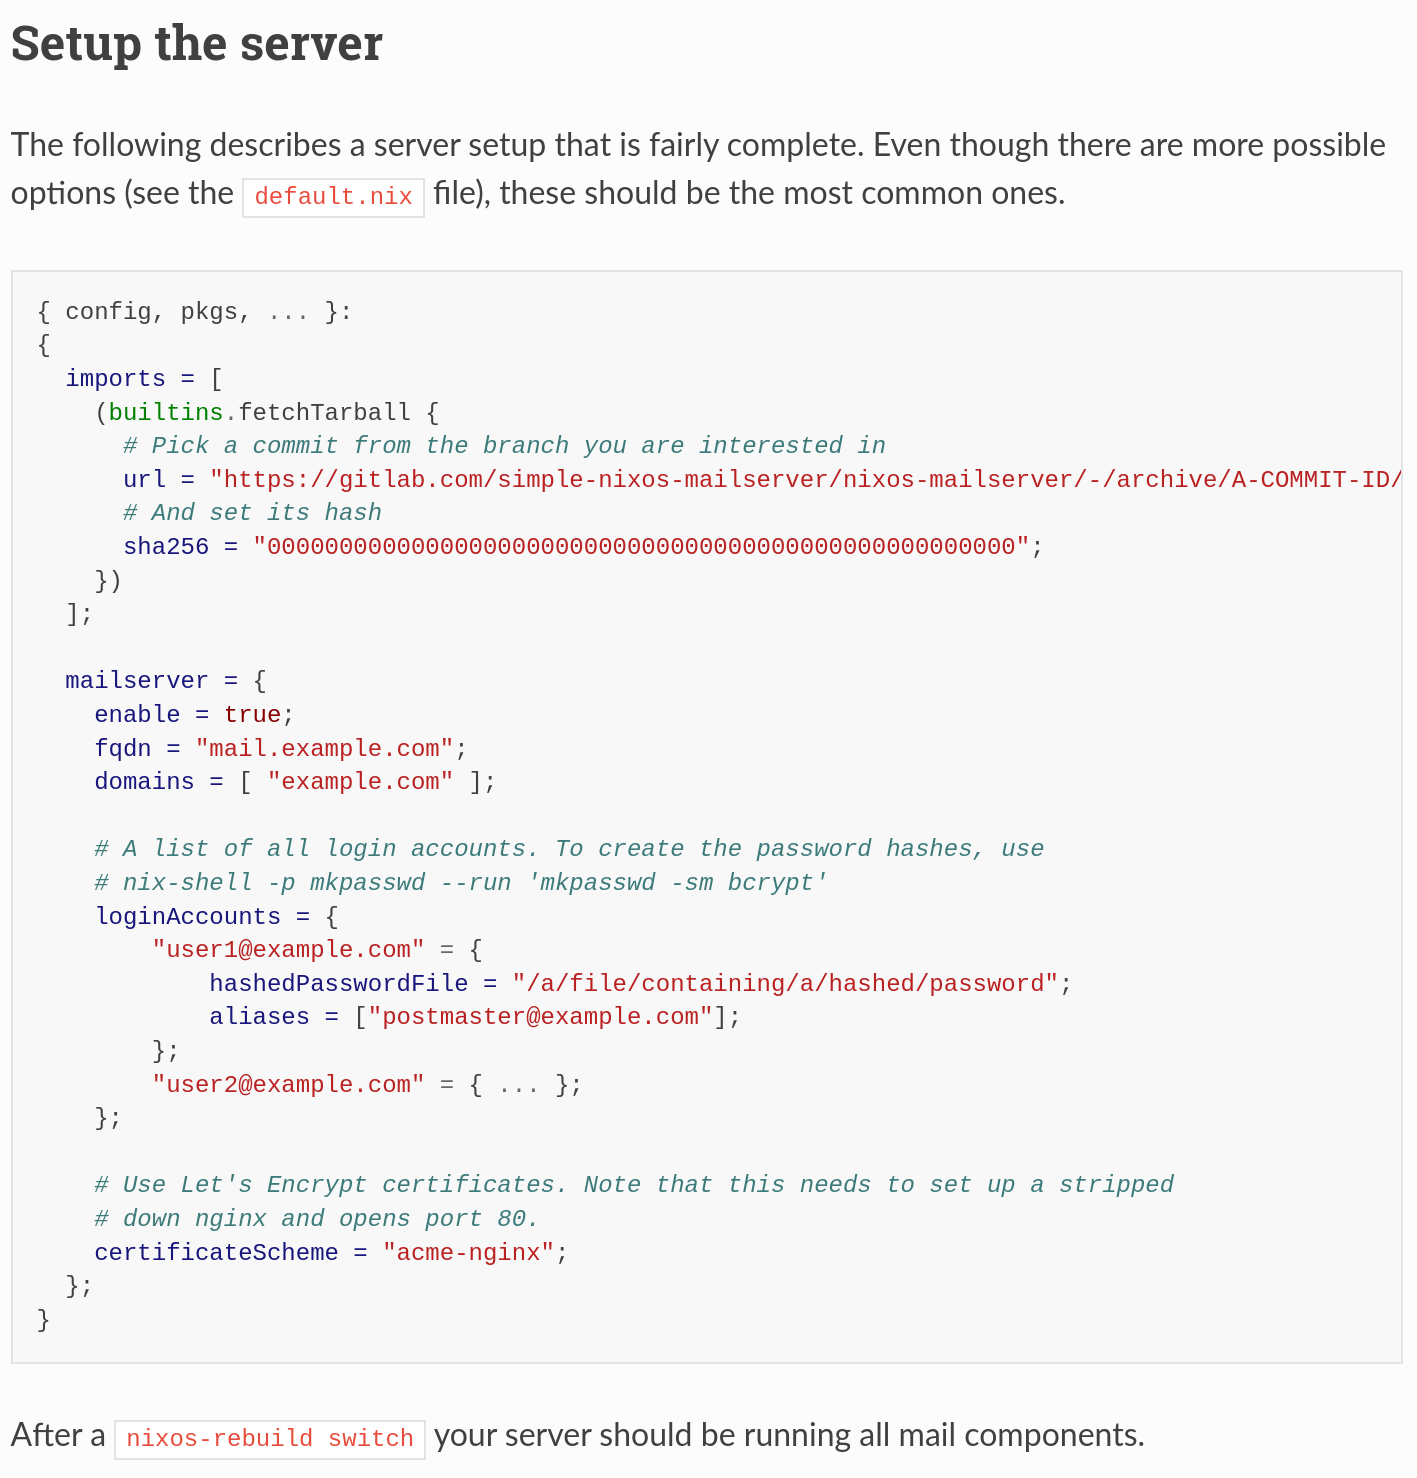 Setup the server
The following describes a server setup that is fairly complete. Even though there are more possible
options (see the default.nix file), these should be the most common ones.
{ config, pkgs, ... }:
{
  imports = [
    (builtins.fetchTarball {
      # Pick a commit from the branch you are interested in
      url = "https://gitlab.com/simple-nixos-mailserver/nixos-mailserver/-/archive/A-COMMIT-ID/
      # And set its hash
      sha256 = "0000000000000000000000000000000000000000000000000000";
    })
  ];
  mailserver = {
    enable = true;
    fqdn = "mail.example.com";
    domains = [ "example.com" ];
    # A list of all login accounts. To create the password hashes, use
    # nix-shell -p mkpasswd --run 'mkpasswd -sm bcrypt'
    loginAccounts = {
        "user1@example.com" = {
            hashedPasswordFile = "/a/file/containing/a/hashed/password";
            aliases = ["postmaster@example.com"];
        };
        "user2@example.com" = { ... };
    };
    # Use Let's Encrypt certificates. Note that this needs to set up a stripped
    # down nginx and opens port 80.
    certificateScheme = "acme-nginx";
  };
}
After a nixos-rebuild switch your server should be running all mail components.